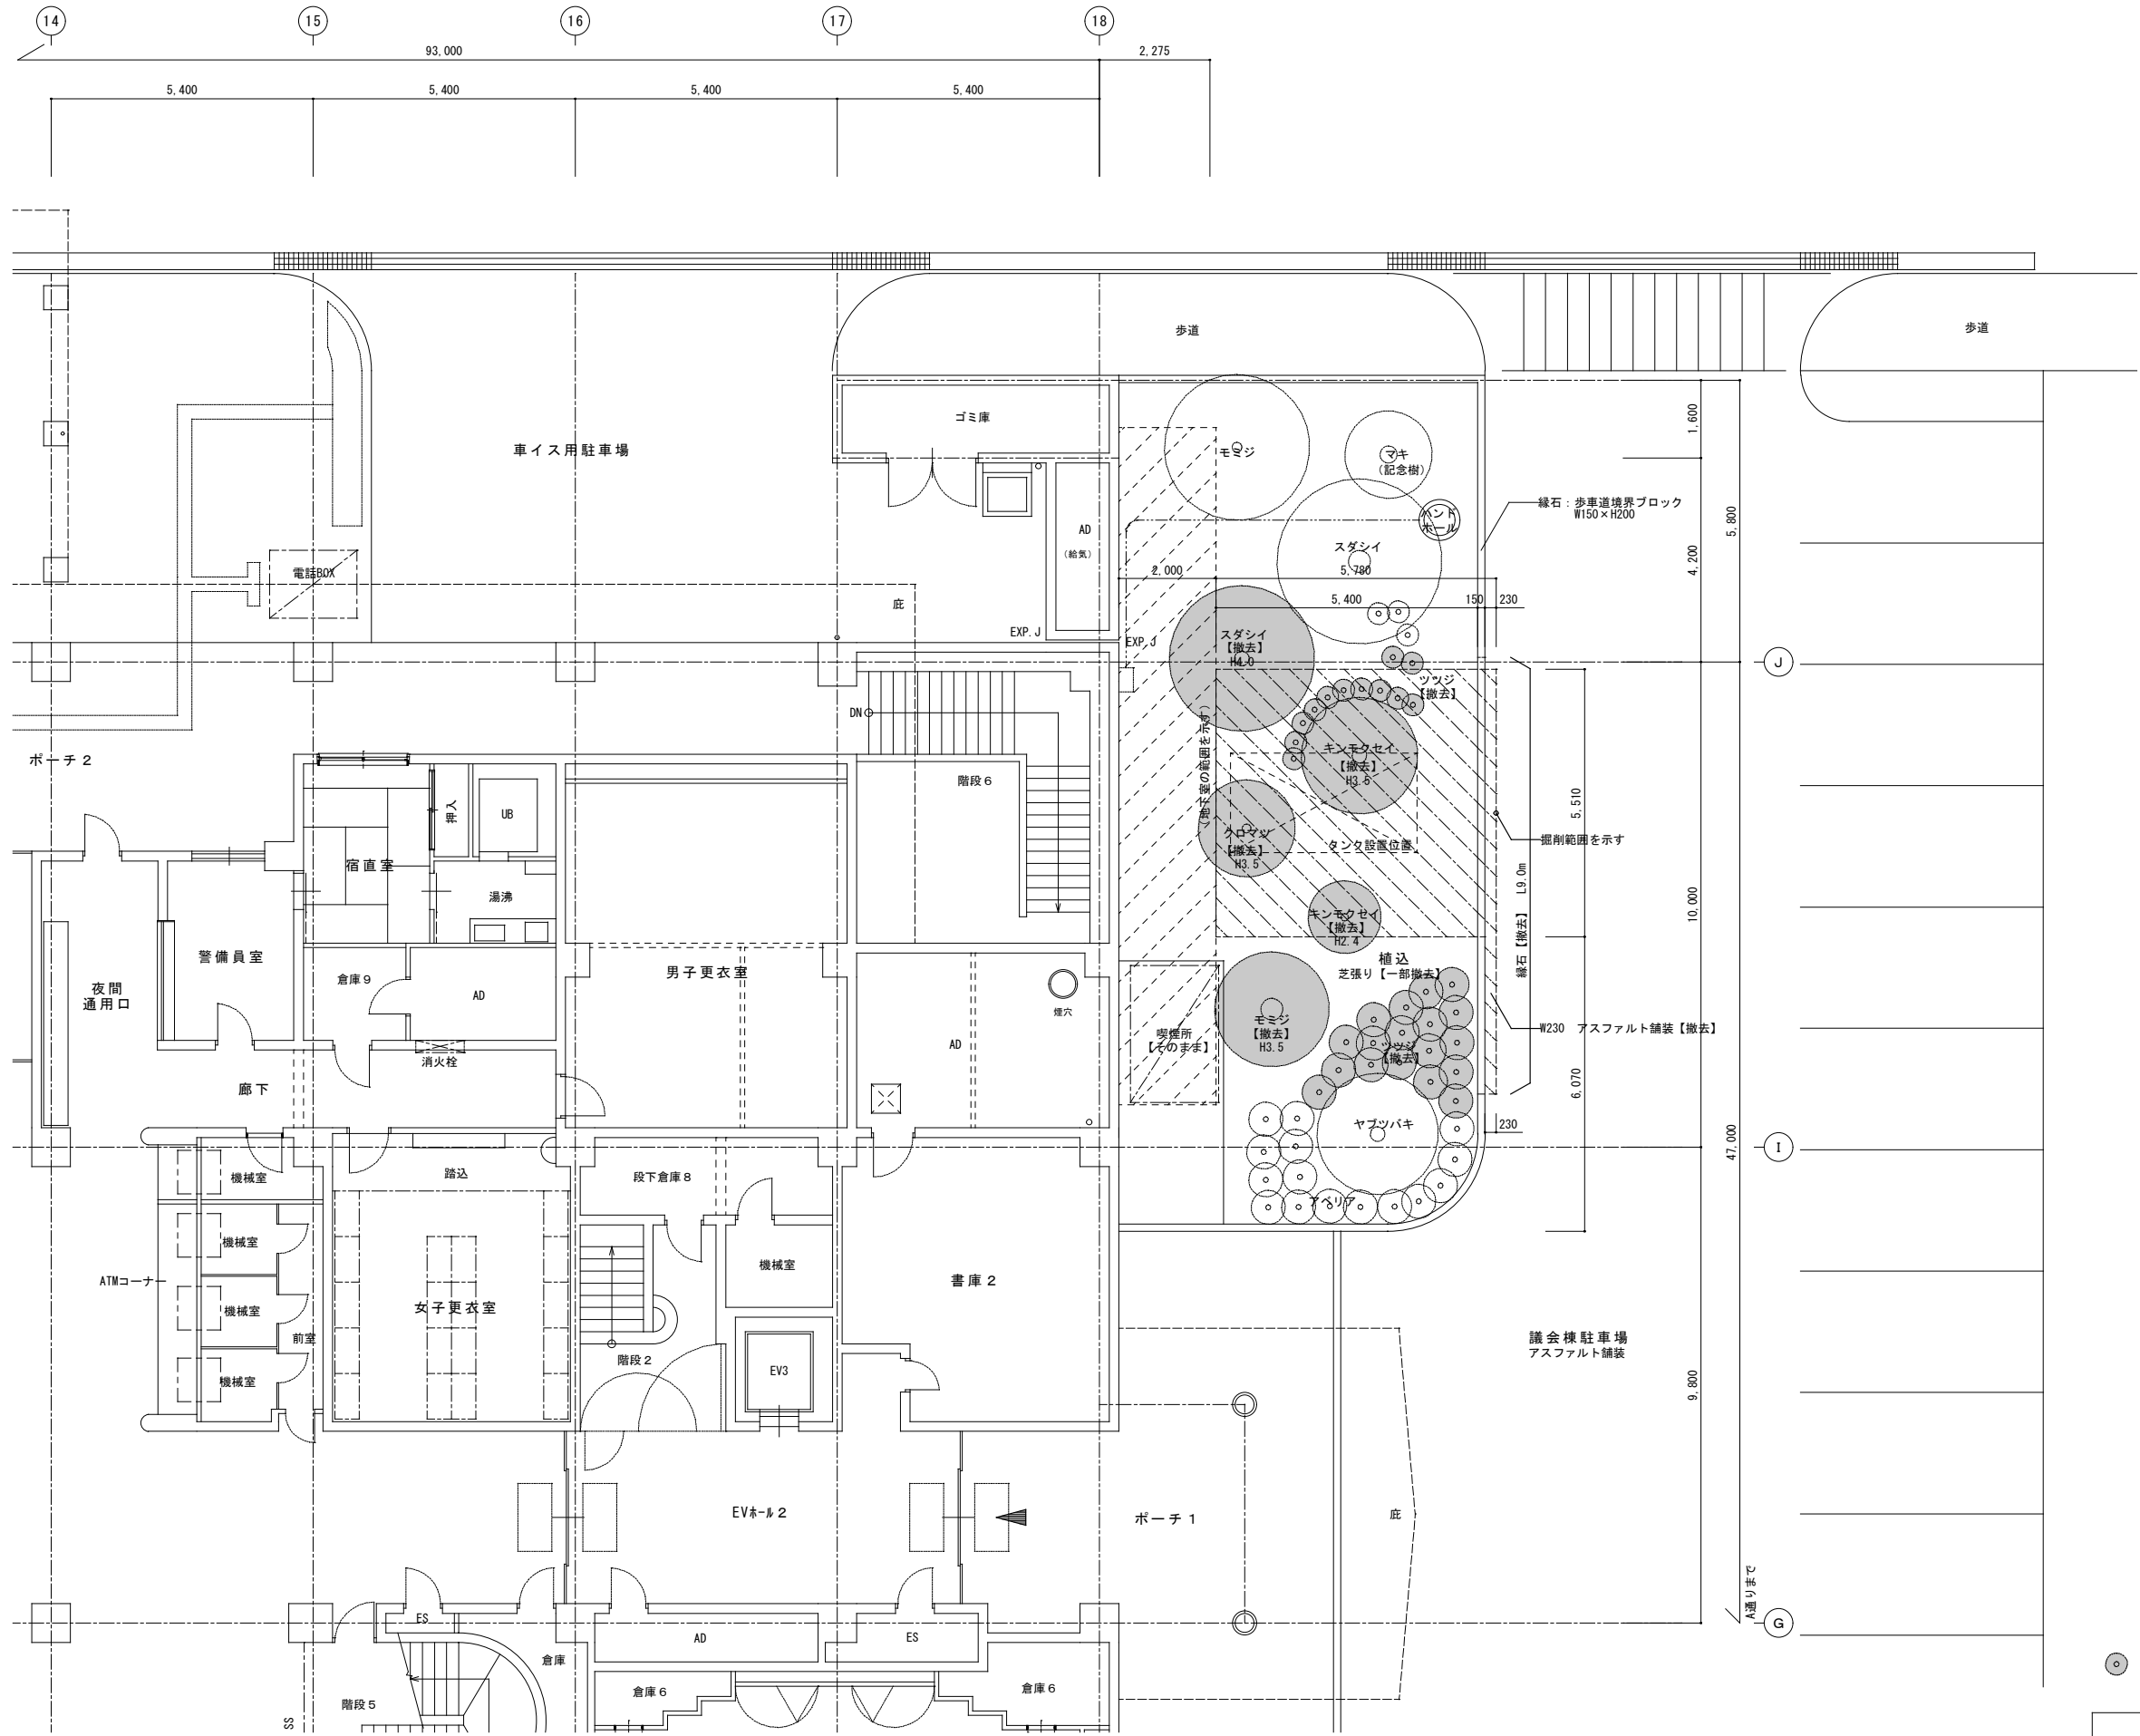 14 15 16 17 18
93,000 2,275
5,400 5,400 5,400 5,400
歩道 歩道
ゴミ庫
車イス用駐車場
モミジ
マキ
(記念樹)
縁石:歩車道境界ブロック
W150×H200
ハンド
ホール
1,600
5,800
4,200
AD
(給気)
スダシイ
電話BOX
2,000 5,780
5,400 150 230
庇
EXP.J
EXP.J
スダシイ
【撤去】
H4.0
J
ツツジ
【撤去】
DN
(地下室の範囲を示す)
キンモクセイ
【撤去】
H3.5
ポーチ2
階段6
押入
UB
5,510
クロマツ
【撤去】
H3.5
タンク設置位置
掘削範囲を示す
宿直室
湯沸
縁石【撤去】 L9.0m
10,000
キンモクセイ
【撤去】
H2.4
警備員室
植込
芝張り【一部撤去】
男子更衣室
倉庫9
AD
夜間
通用口
煙穴
モミジ
【撤去】
H3.5
W230 アスファルト舗装【撤去】
喫煙所
【そのまま】
AD
ツツジ
【撤去】
消火栓
廊下
6,070
ヤブツバキ
230
47,000
I
機械室
踏込
段下倉庫8
アベリア
機械室
機械室
書庫2
ATMコーナー
機械室
女子更衣室
前室
議会棟駐車場
アスファルト舗装
階段2
EV3
機械室
9,800
EVホール2
ポーチ1
庇
A通りまで
ES
G
AD
ES
倉庫
倉庫6
倉庫6
階段5
SS